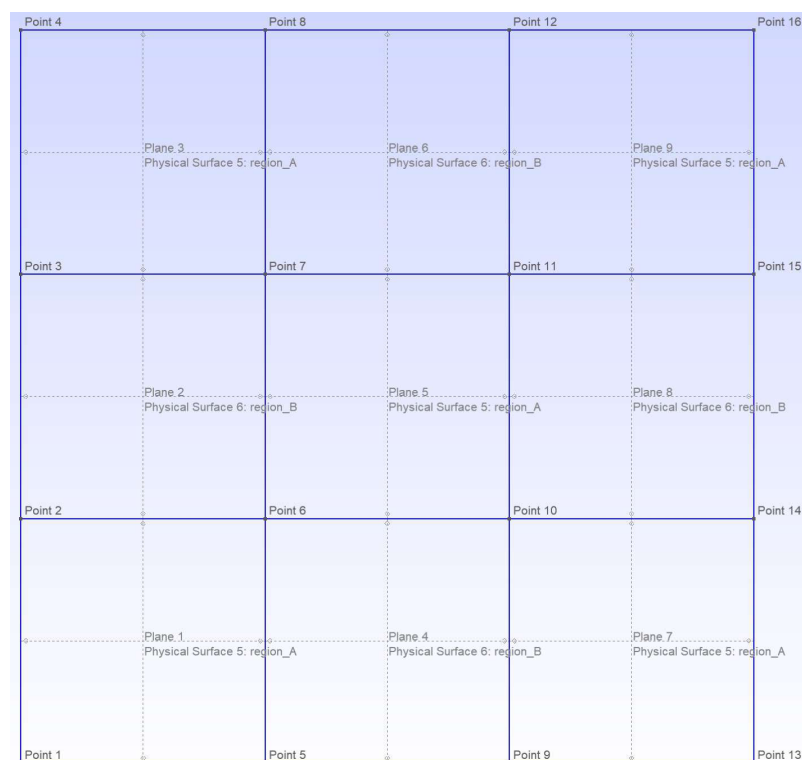 Point 4
Point 8
Point 12
Point 16
Plane 3
Physical Surface 5: region_A
Plane 6
Physical Surface 6: region_B
Plane 9
Physical Surface 5: region_A
Point 3
Point 7
Point 11
Point 15
Plane 2
Physical Surface 6: region_B
Plane 5
Physical Surface 5: region_A
Plane 8
Physical Surface 6: region_B
Point 2
Point 6
Point 10
Point 14
Plane 1
Physical Surface 5: region_A
Plane 4
Physical Surface 6: region_B
Plane 7
Physical Surface 5: region_A
Point 1
Point 5
Point 9
Point 13